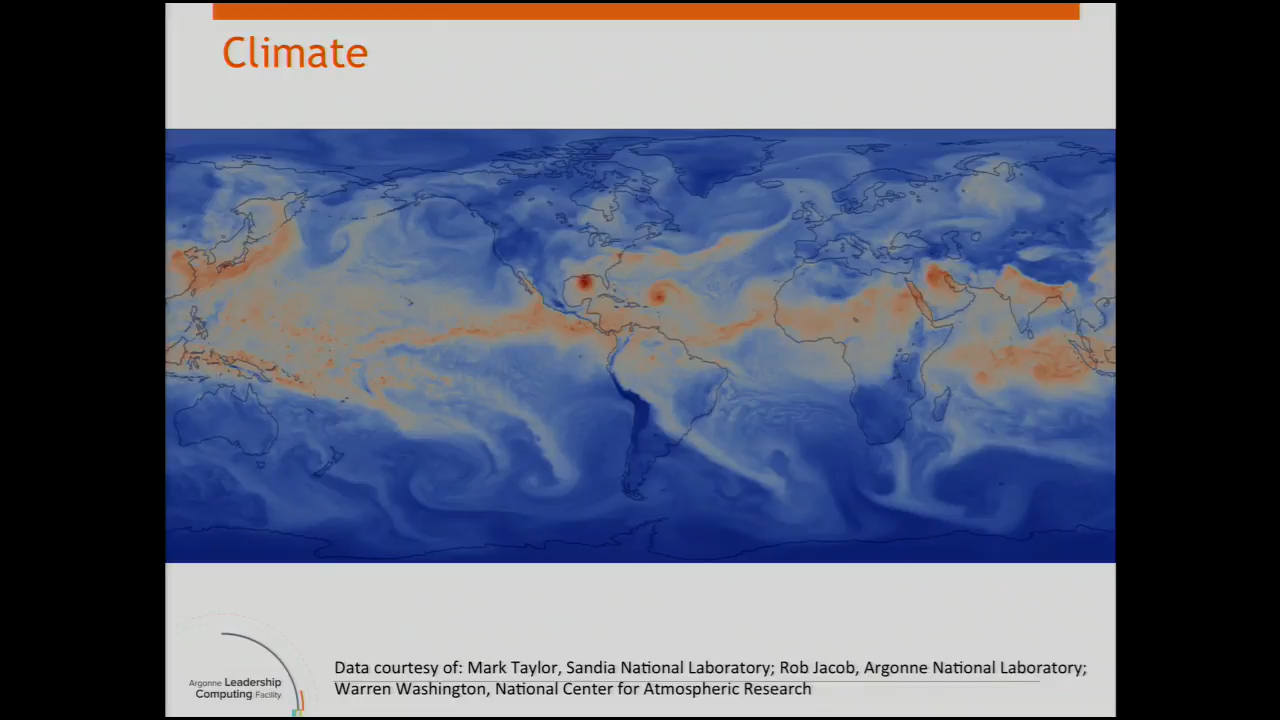 Climate
Argonne Leadership
Computing Facility
Data courtesy of: Mark Taylor, Sandia National Laboratory; Rob Jacob, Argonne National Laboratory;
Warren Washington, National Center for Atmospheric Research